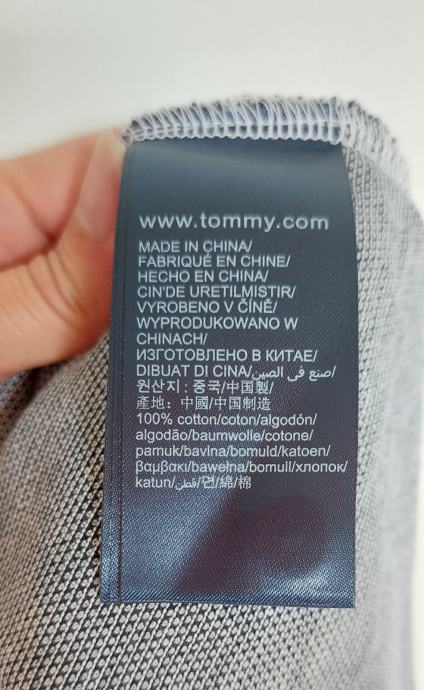 www.tommy.com
MADE IN CHINA/
FABRIQUÉ EN CHINE/
HECHO EN CHINA/
CIN'DE URETILMISTIR/
VYROBENO V ČÍNĚ/
WYPRODUKOWANO W
CHINACH/
ИЗГОТОВЛЕНО В КИТАЕ/
DIBUAT DI CINA/صنع في الصين/
원산지 : 중국/中国製/
產地: 中國/中国制造
100% cotton/coton/algodón/
algodão/baumwolle/cotone/
pamuk/bavlna/bomuld/katoen/
βαμβακι/bawełna/bomull/хлопок/
katun/قطن/면/綿/棉